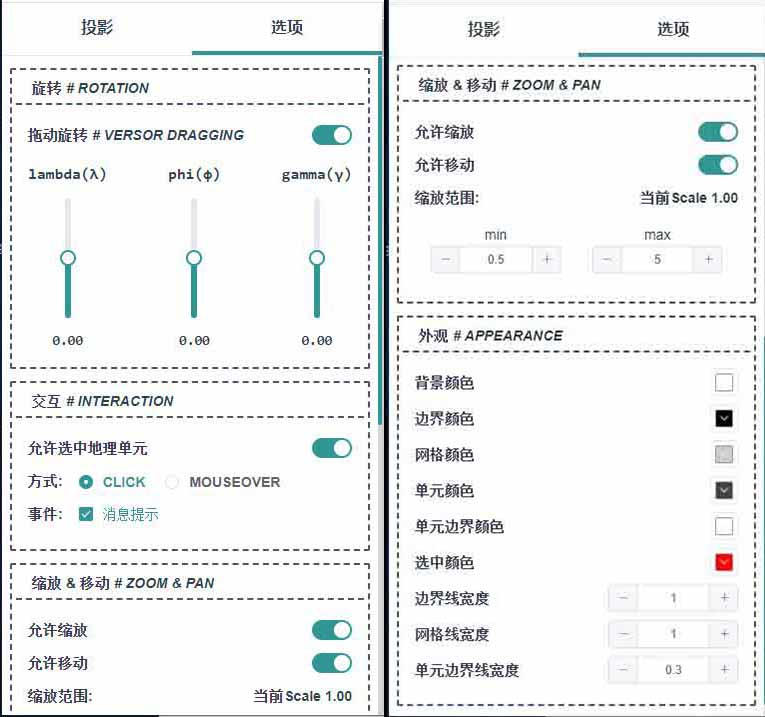 投影 选项
旋转 # ROTATION
拖动旋转 # VERSOR DRAGGING
lambda(λ) phi(ϕ) gamma(γ)
0.00 0.00 0.00
交互 # INTERACTION
允许选中地理单元
方式: CLICK MOUSEOVER
事件: 消息提示
缩放 & 移动 # ZOOM & PAN
允许缩放
允许移动
缩放范围: 当前Scale 1.00
投影 选项
缩放 & 移动 # ZOOM & PAN
允许缩放
允许移动
缩放范围: 当前Scale 1.00
min max
− 0.5 + − 5 +
外观 # APPEARANCE
背景颜色
边界颜色
网格颜色
单元颜色
单元边界颜色
选中颜色
边界线宽度 − 1 +
网格线宽度 − 1 +
单元边界线宽度 − 0.3 +